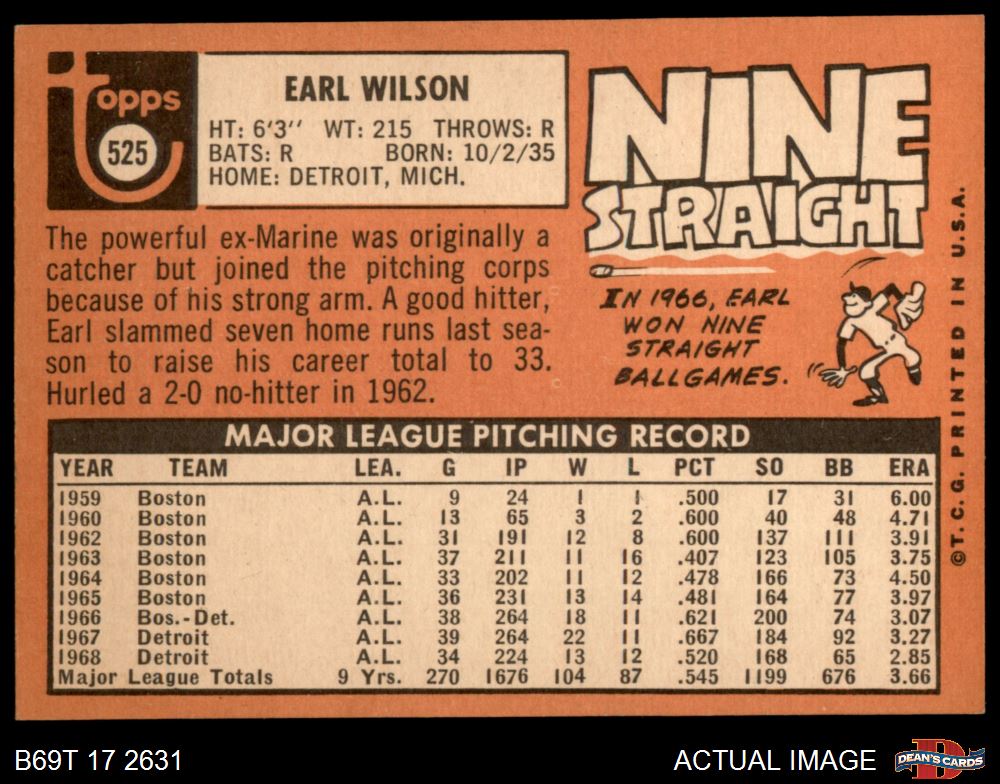 topps
525
EARL WILSON
HT: 6'3'' WT: 215 THROWS: R
BATS: R BORN: 10/2/35
HOME: DETROIT, MICH.
The powerful ex-Marine was originally a
catcher but joined the pitching corps
because of his strong arm. A good hitter,
Earl slammed seven home runs last sea-
son to raise his career total to 33.
Hurled a 2-0 no-hitter in 1962.
NINE
STRAIGHT
IN 1966, EARL
WON NINE
STRAIGHT
BALLGAMES.
MAJOR LEAGUE PITCHING RECORD
YEAR TEAM LEA. G IP W L PCT SO BB ERA
1959 Boston A.L. 9 24 1 1 .500 17 31 6.00
1960 Boston A.L. 13 65 3 2 .600 40 48 4.71
1962 Boston A.L. 31 191 12 8 .600 137 111 3.91
1963 Boston A.L. 37 211 11 16 .407 123 105 3.75
1964 Boston A.L. 33 202 11 12 .478 166 73 4.50
1965 Boston A.L. 36 231 13 14 .481 164 77 3.97
1966 Bos.-Det. A.L. 38 264 18 11 .621 200 74 3.07
1967 Detroit A.L. 39 264 22 11 .667 184 92 3.27
1968 Detroit A.L. 34 224 13 12 .520 168 65 2.85
Major League Totals 9 Yrs. 270 1676 104 87 .545 1199 676 3.66
©T. C. G. PRINTED IN U.S.A.
B69T 17 2631
ACTUAL IMAGE
DEAN'S CARDS